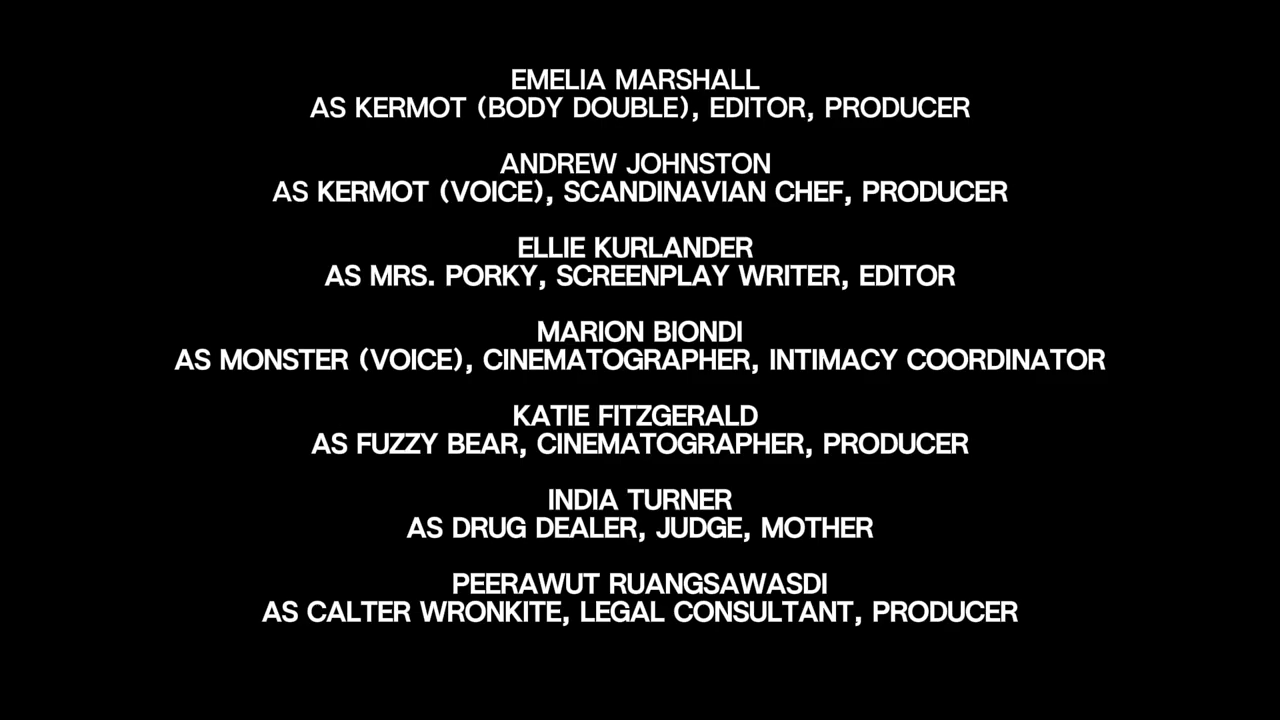 EMELIA MARSHALL
AS KERMOT (BODY DOUBLE), EDITOR, PRODUCER
ANDREW JOHNSTON
AS KERMOT (VOICE), SCANDINAVIAN CHEF, PRODUCER
ELLIE KURLANDER
AS MRS. PORKY, SCREENPLAY WRITER, EDITOR
MARION BIONDI
AS MONSTER (VOICE), CINEMATOGRAPHER, INTIMACY COORDINATOR
KATIE FITZGERALD
AS FUZZY BEAR, CINEMATOGRAPHER, PRODUCER
INDIA TURNER
AS DRUG DEALER, JUDGE, MOTHER
PEERAWUT RUANGSAWASDI
AS CALTER WRONKITE, LEGAL CONSULTANT, PRODUCER